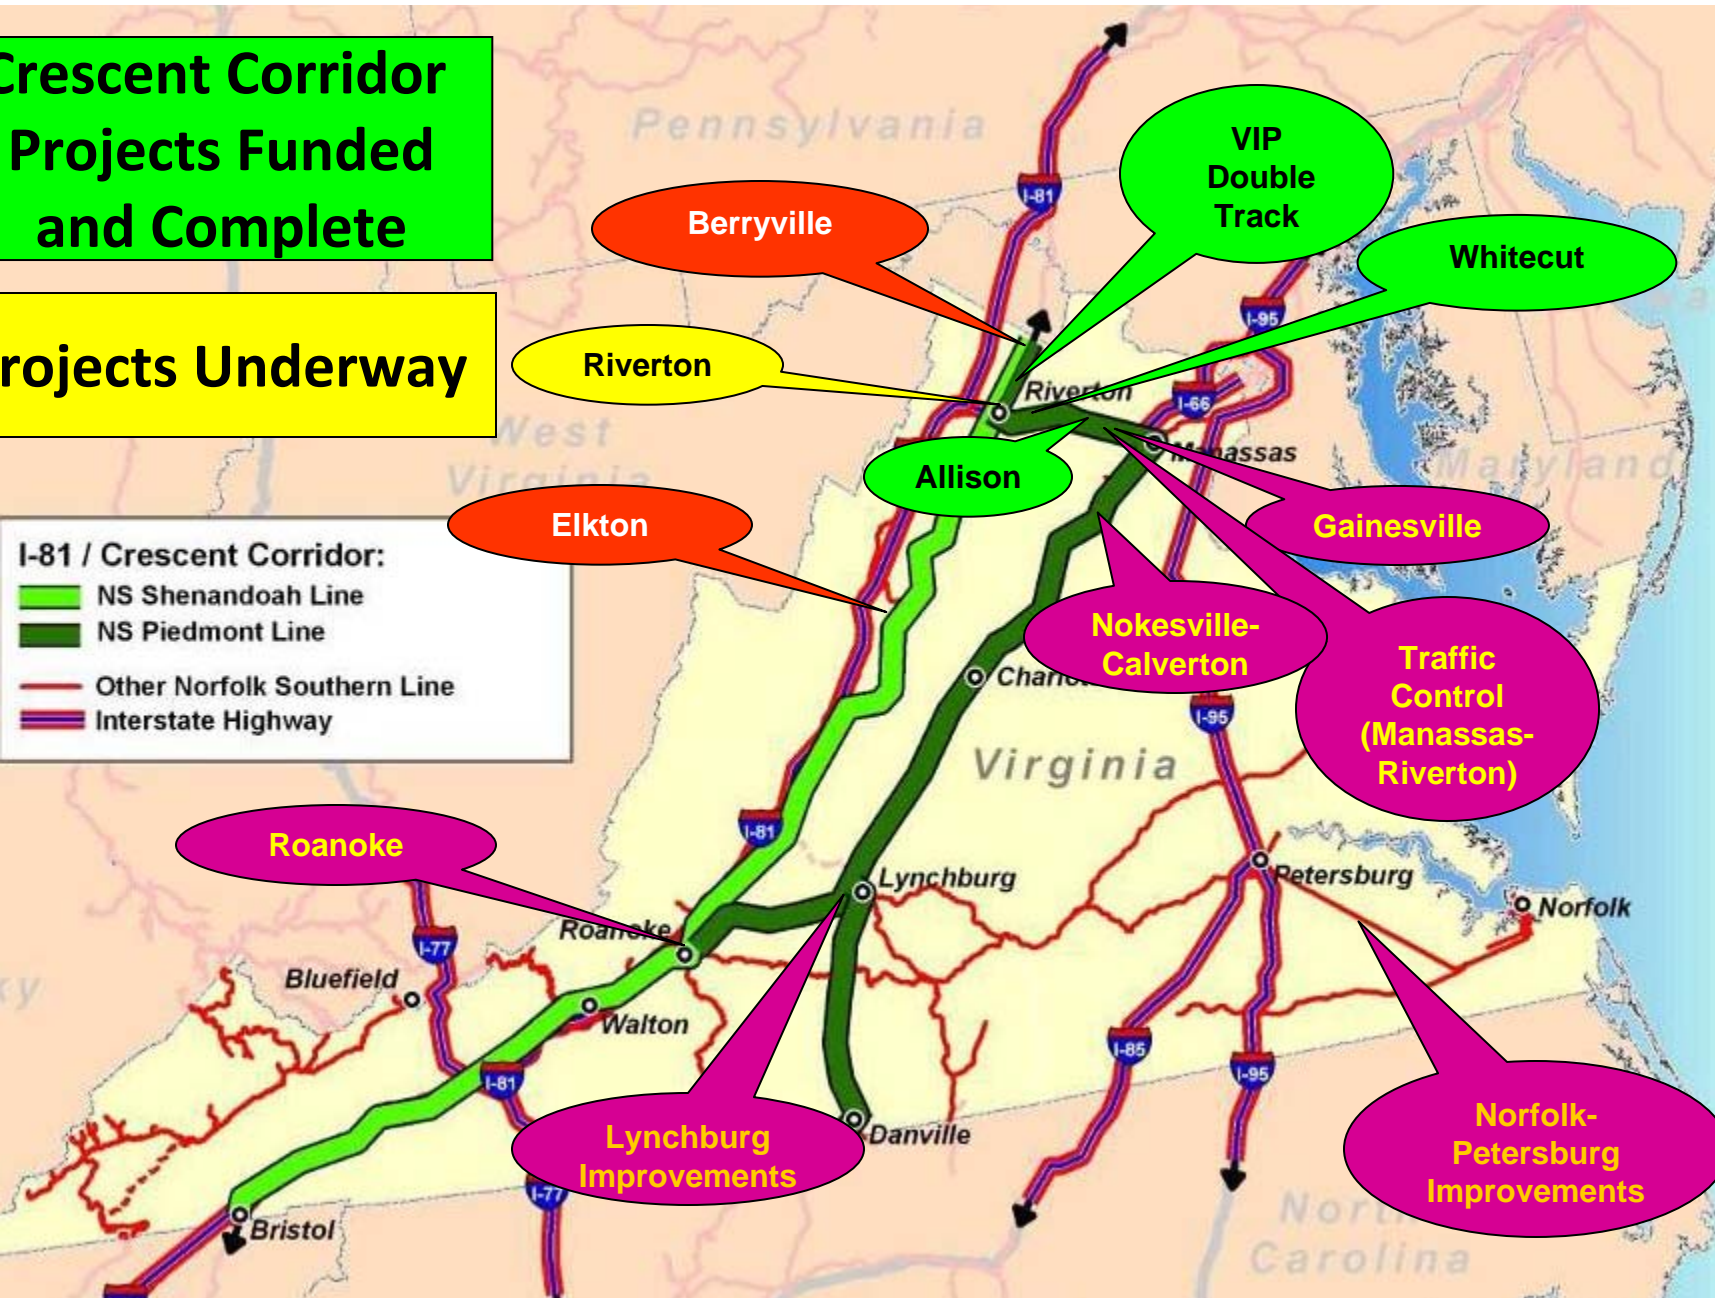 Crescent Corridor
Projects Funded
and Complete
rojects Underway
Pennsylvania
I-81
VIP
Double
Track
Berryville
Whitecut
I-95
Riverton
Riverton
I-66
West
Virginia
Manassas
Maryland
Allison
Elkton
Gainesville
I-81 / Crescent Corridor:
NS Shenandoah Line
NS Piedmont Line
Other Norfolk Southern Line
Interstate Highway
Nokesville-
Calverton
Traffic
Control
(Manassas-
Riverton)
I-95
Virginia
I-81
Roanoke
Lynchburg
Petersburg
Norfolk
Roanoke
I-77
Bluefield
Walton
I-81
I-85
I-95
Lynchburg
Improvements
Danville
Norfolk-
Petersburg
Improvements
I-77
Bristol
Carolina